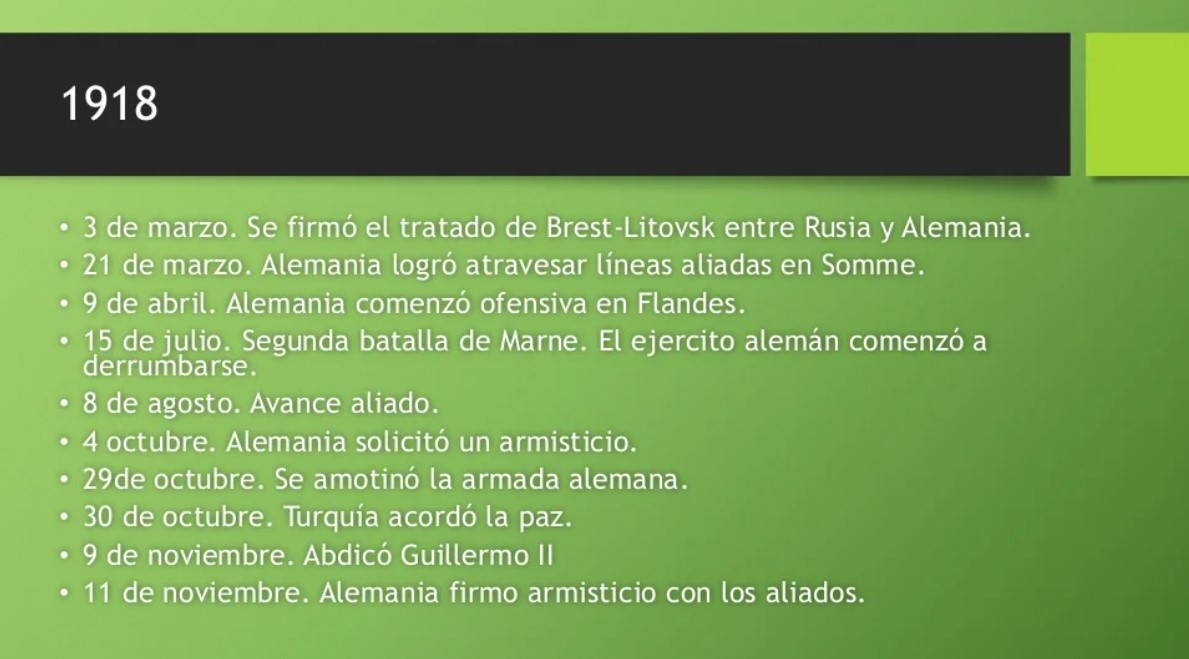 1918
• 3 de marzo. Se firmó el tratado de Brest-Litovsk entre Rusia y Alemania.
• 21 de marzo. Alemania logró atravesar líneas aliadas en Somme.
• 9 de abril. Alemania comenzó ofensiva en Flandes.
• 15 de julio. Segunda batalla de Marne. El ejercito alemán comenzó a
derrumbarse.
• 8 de agosto. Avance aliado.
• 4 octubre. Alemania solicitó un armisticio.
• 29de octubre. Se amotinó la armada alemana.
• 30 de octubre. Turquía acordó la paz.
• 9 de noviembre. Abdicó Guillermo II
• 11 de noviembre. Alemania firmo armisticio con los aliados.